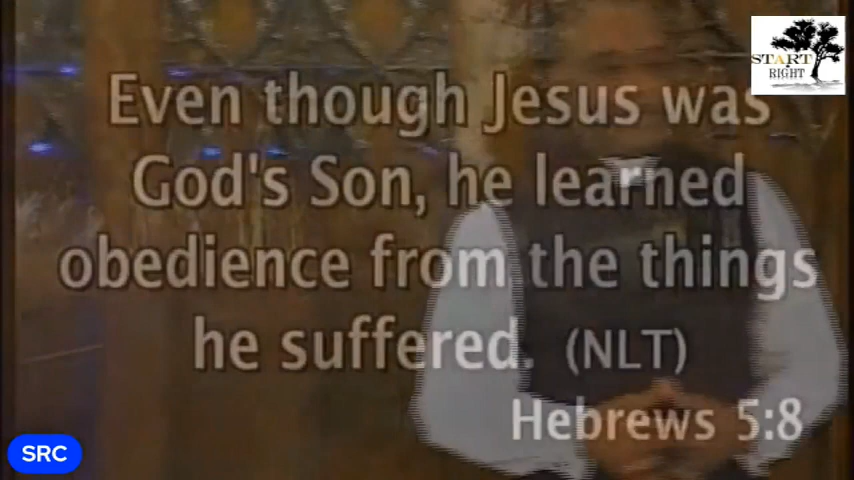 START
RIGHT
Even though Jesus was
God's Son, he learned
obedience from the things
he suffered. (NLT)
Hebrews 5:8
SRC